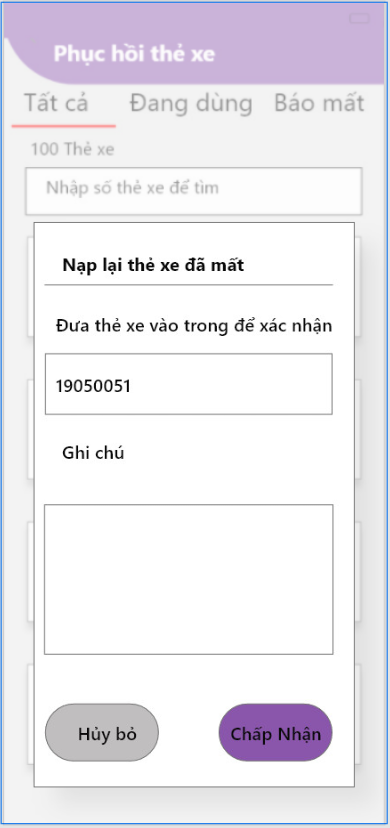 Phục hồi thẻ xe
Tất cả Đang dùng Báo mất
100 Thẻ xe
Nhập số thẻ xe để tìm
Nạp lại thẻ xe đã mất
Đưa thẻ xe vào trong để xác nhận
19050051
Ghi chú
Hủy bỏ Chấp Nhận